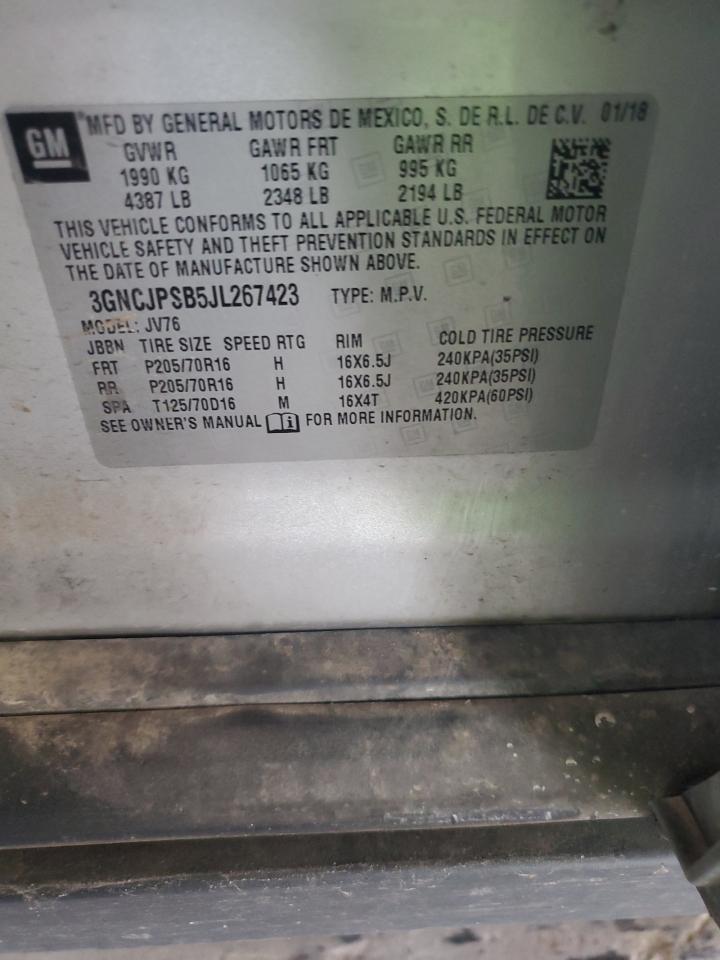 GM
MFD BY GENERAL MOTORS DE MEXICO, S. DE R.L. DE C.V. 01/18
GVWR GAWR FRT GAWR RR
1990 KG 1065 KG 995 KG
4387 LB 2348 LB 2194 LB
THIS VEHICLE CONFORMS TO ALL APPLICABLE U.S. FEDERAL MOTOR
VEHICLE SAFETY AND THEFT PREVENTION STANDARDS IN EFFECT ON
THE DATE OF MANUFACTURE SHOWN ABOVE.
3GNCJPSB5JL267423 TYPE: M.P.V.
MODEL: JV76
JBBN TIRE SIZE SPEED RTG RIM COLD TIRE PRESSURE
FRT P205/70R16 H 16X6.5J 240KPA(35PSI)
RR P205/70R16 H 16X6.5J 240KPA(35PSI)
SPA T125/70D16 M 16X4T 420KPA(60PSI)
SEE OWNER'S MANUAL i FOR MORE INFORMATION.